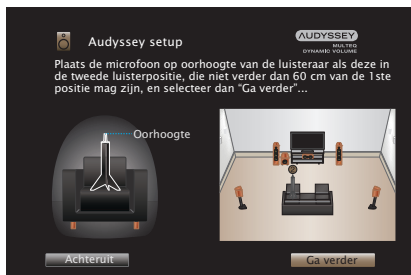 Audyssey setup
AUDYSSEY
MULTEQ
DYNAMIC VOLUME
Plaats de microfoon op oorhoogte van de luisteraar als deze in
de tweede luisterpositie, die niet verder dan 60 cm van de 1ste
positie mag zijn, en selecteer dan “Ga verder”...
Oorhoogte
Achteruit
Ga verder